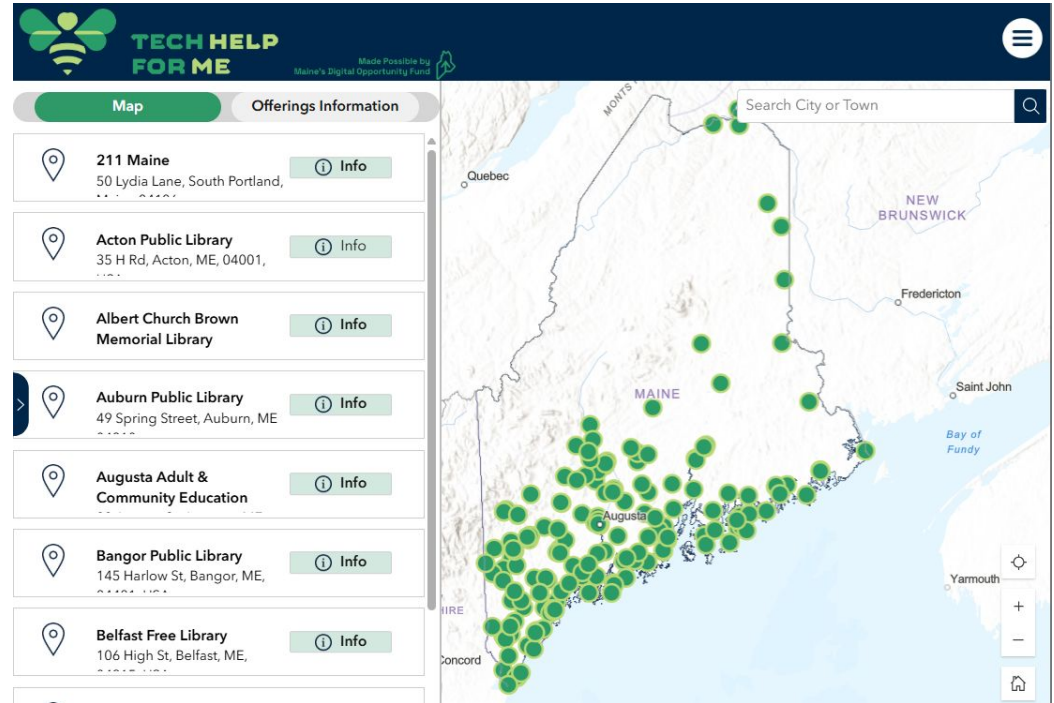 TECH HELP
FOR ME
Made Possible by
Maine's Digital Opportunity Fund
Map
Offerings Information
211 Maine
50 Lydia Lane, South Portland,
Info
Acton Public Library
35 H Rd, Acton, ME, 04001,
Info
Albert Church Brown
Memorial Library
Info
Auburn Public Library
49 Spring Street, Auburn, ME
Info
Augusta Adult &
Community Education
Info
Bangor Public Library
145 Harlow St, Bangor, ME,
Info
Belfast Free Library
106 High St, Belfast, ME,
Info
Search City or Town
MONTS
Quebec
NEW
BRUNSWICK
Fredericton
MAINE
Saint John
Bay of
Fundy
Augusta
Yarmouth
HIRE
Concord
+
−